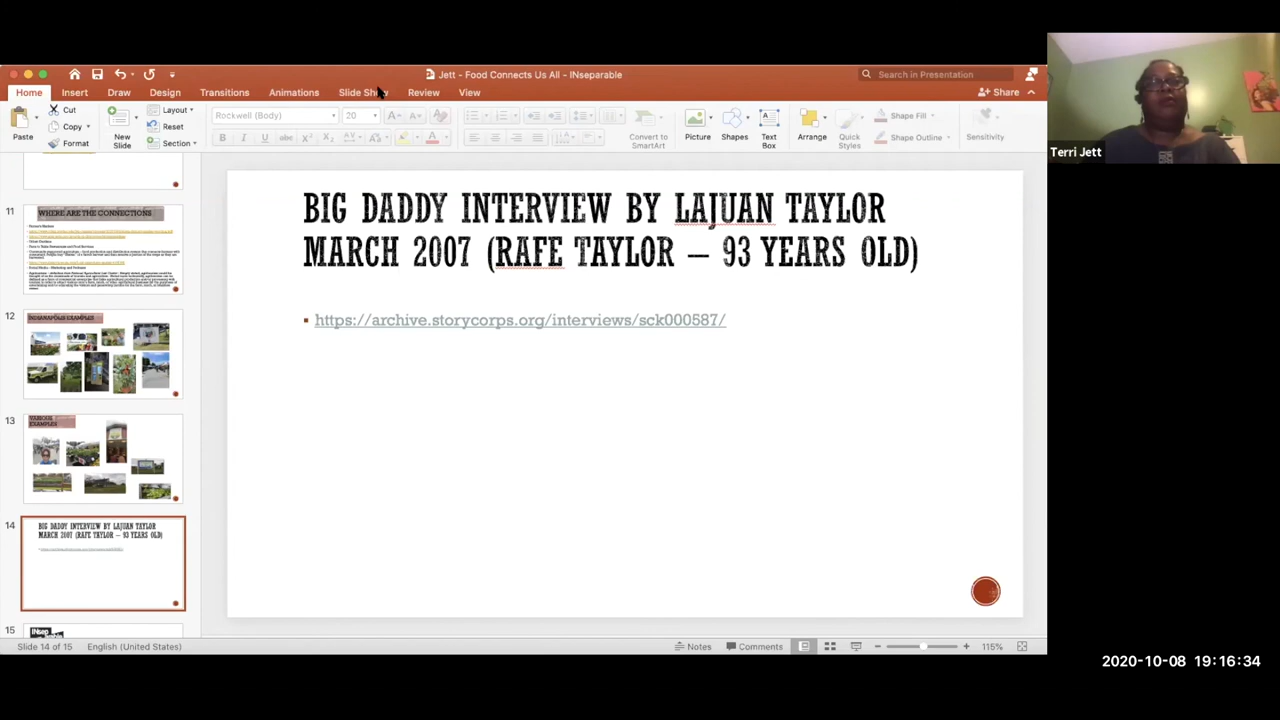 Jett - Food Connects Us All - INseparable
Search in Presentation
Home Insert Draw Design Transitions Animations Slide Show Review View
Share
Paste
Cut
Copy
Format
New Slide
Layout
Reset
Section
Rockwell (Body) 20
Convert to SmartArt
Picture
Shapes
Text Box
Arrange
Quick Styles
Shape Fill
Shape Outline
Sensitivity
11
WHERE ARE THE CONNECTIONS
12
INDIANAPOLIS EXAMPLES
13
VARIOUS EXAMPLES
14
BIG DADDY INTERVIEW BY LAJUAN TAYLOR
MARCH 2007 (RAFE TAYLOR – 93 YEARS OLD)
15
INsep
BIG DADDY INTERVIEW BY LAJUAN TAYLOR
MARCH 2007 (RAFE TAYLOR – 93 YEARS OLD)
https://archive.storycorps.org/interviews/sck000587/
Slide 14 of 15 English (United States)
Notes Comments 115%
Terri Jett
2020-10-08 19:16:34